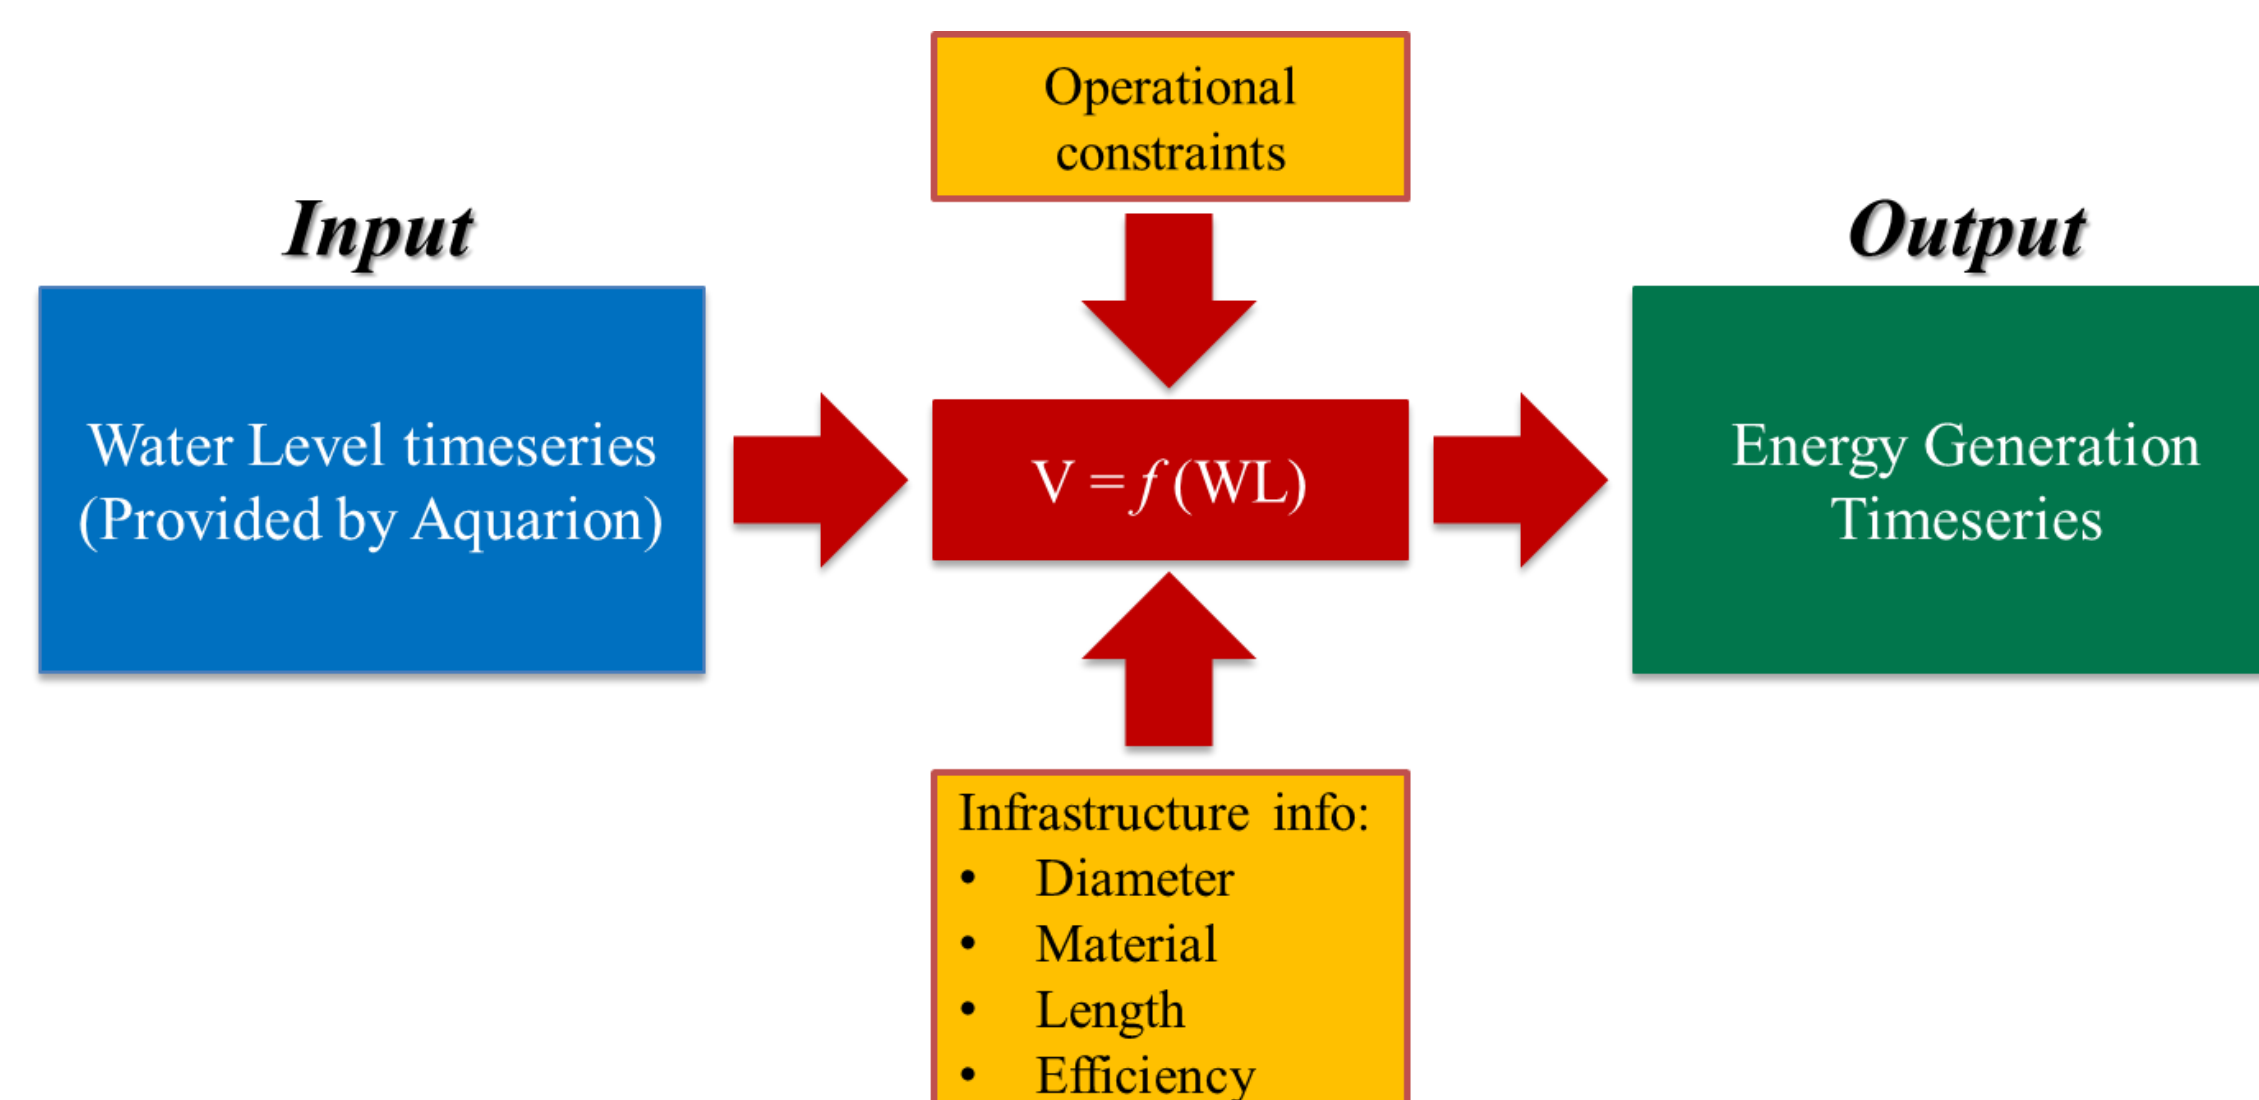 Operational
constraints
Input
Output
Water Level timeseries
(Provided by Aquarion)
V = f (WL)
Energy Generation
Timeseries
Infrastructure info:
• Diameter
• Material
• Length
• Efficiency